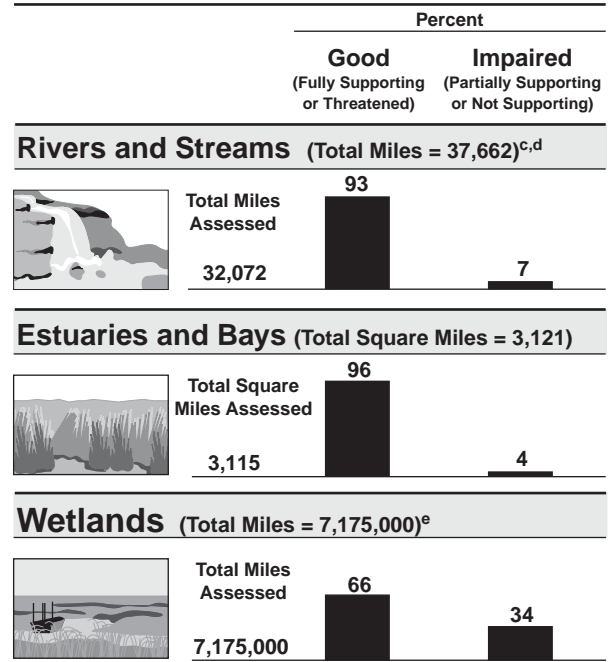 Percent
Good Impaired
(Fully Supporting (Partially Supporting
or Threatened) or Not Supporting)
Rivers and Streams (Total Miles = 37,662)c,d
93
Total Miles
Assessed
32,072
7
Estuaries and Bays (Total Square Miles = 3,121)
96
Total Square
Miles Assessed
3,115
4
Wetlands (Total Miles = 7,175,000)e
Total Miles
Assessed
66
34
7,175,000